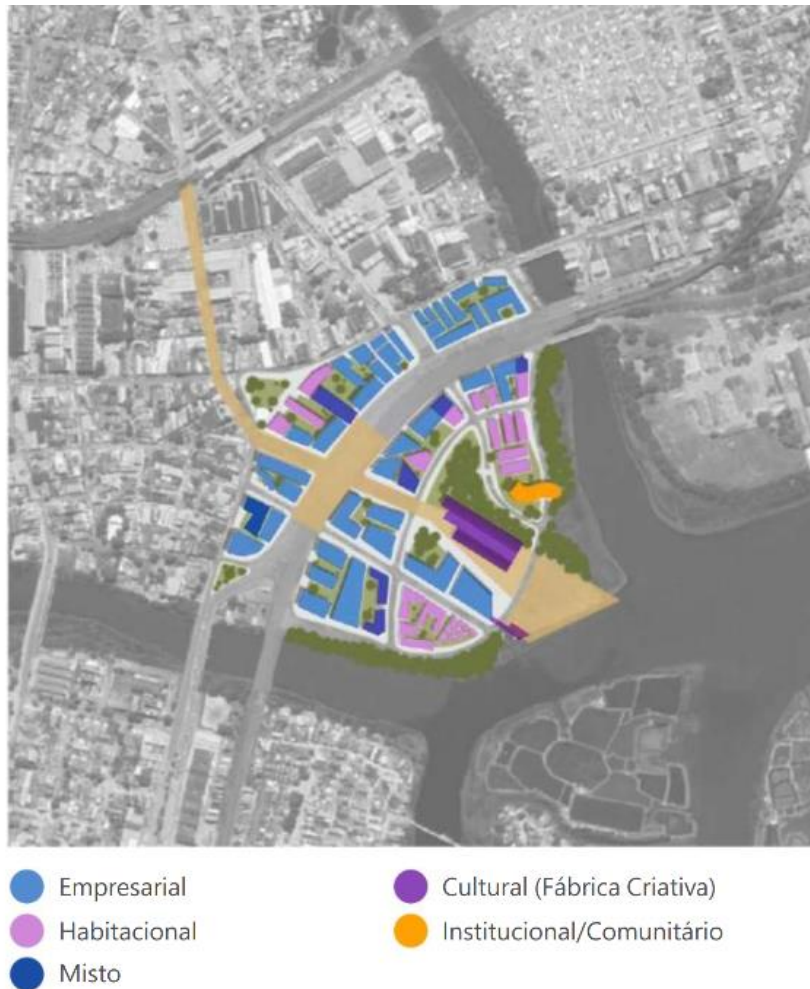 Empresarial
Habitacional
Misto
Cultural (Fábrica Criativa)
Institucional/Comunitário